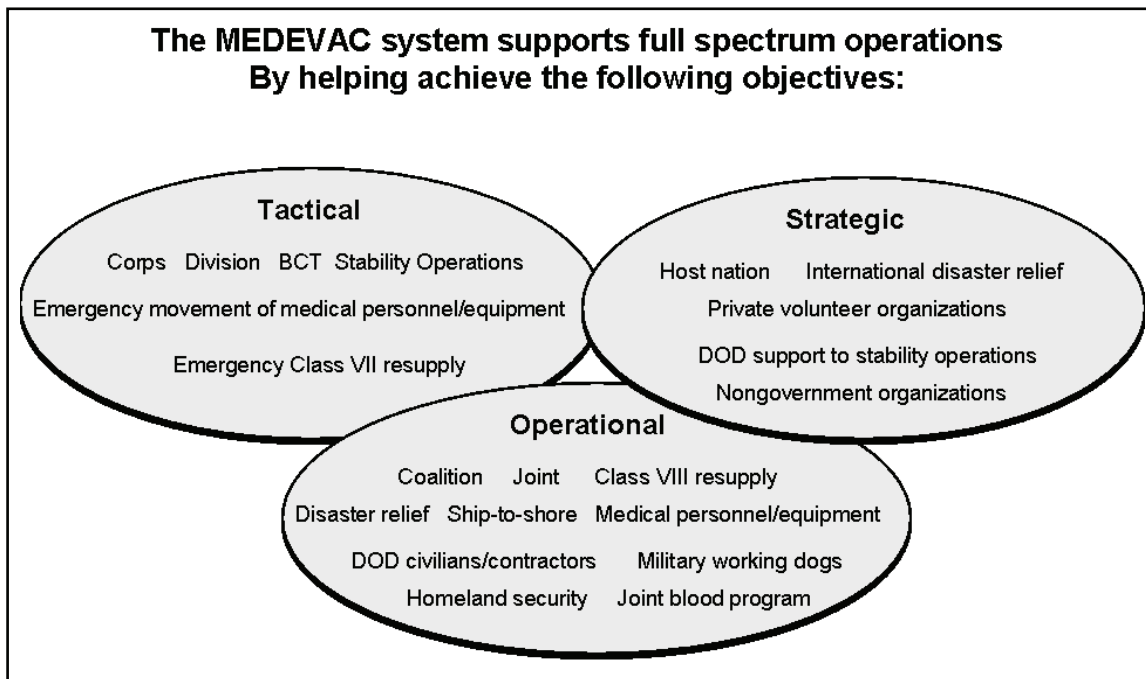 The MEDEVAC system supports full spectrum operations
By helping achieve the following objectives:
Tactical
Corps Division BCT Stability Operations
Emergency movement of medical personnel/equipment
Emergency Class VII resupply
Strategic
Host nation International disaster relief
Private volunteer organizations
DOD support to stability operations
Nongovernment organizations
Operational
Coalition Joint Class VIII resupply
Disaster relief Ship-to-shore Medical personnel/equipment
DOD civilians/contractors Military working dogs
Homeland security Joint blood program